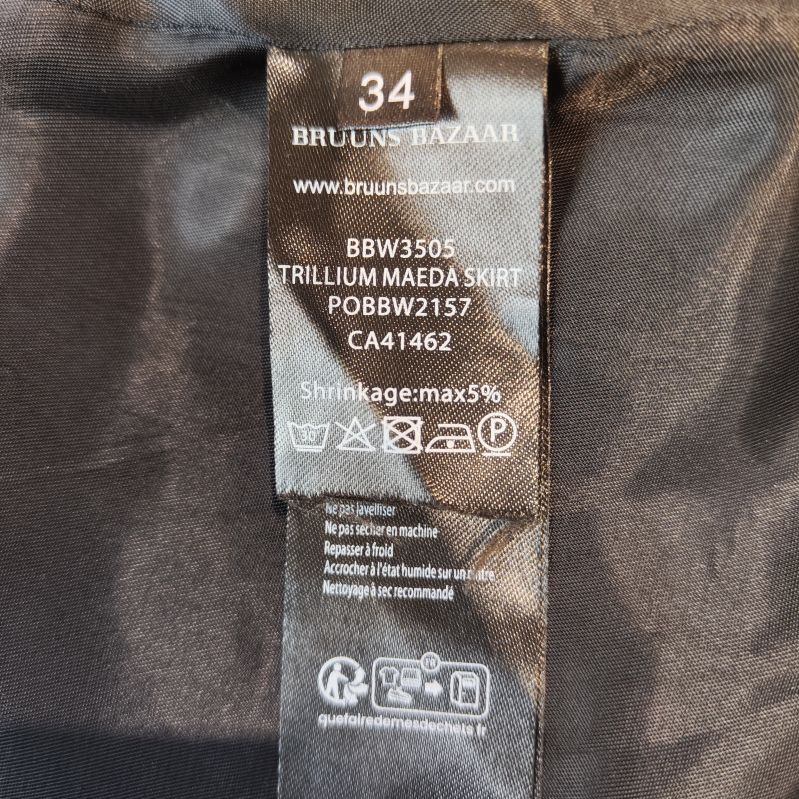 34
BRUUNS BAZAAR
www.bruunsbazaar.com
BBW3505
TRILLIUM MAEDA SKIRT
POBBW2157
CA41462
Shrinkage:max5%
30
P
Ne pas javelliser
Ne pas sécher en machine
Repasser à froid
Accrocher à l'état humide sur un
Nettoyage à sec recommandé
quefairedemesdechets.fr